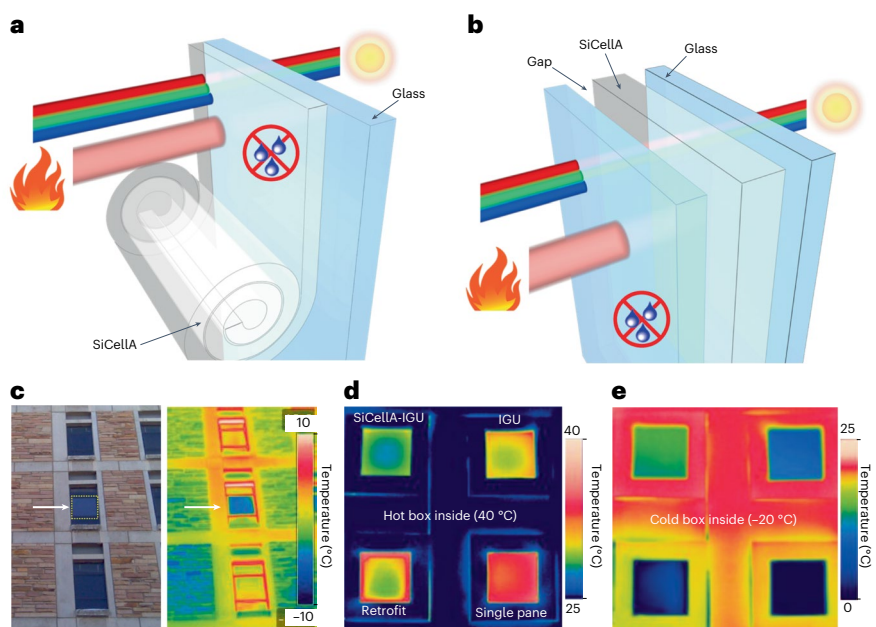 a
b
SiCellA
Glass
Gap
Glass
SiCellA
c
d
e
10
Temperature (°C)
–10
SiCellA-IGU
IGU
Hot box inside (40 °C)
Retrofit
Single pane
40
Temperature (°C)
25
Cold box inside (–20 °C)
25
Temperature (°C)
0